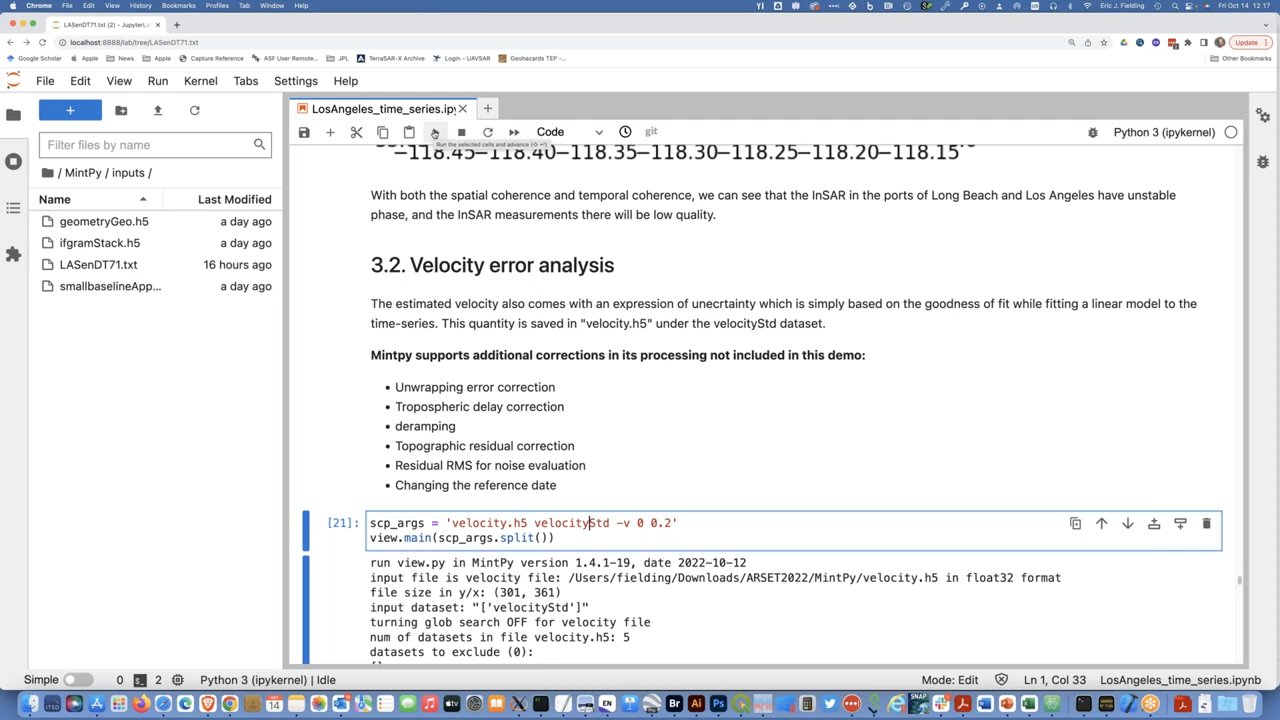 Chrome File Edit View History Bookmarks Profiles Tab Window Help
Eric J. Fielding Fri Oct 14 12:17
LASenDT71.txt (2) - JupyterLa
localhost:8888/lab/tree/LASenDT71.txt
Update
Google Scholar Apple News Apple Capture Reference ASF User Remote... JPL TerraSAR-X Archive Login - UAVSAR Geohazards TEP -... Other Bookmarks
File Edit View Run Kernel Tabs Settings Help
LosAngeles_time_series.ipy
Filter files by name
Code
git
Python 3 (ipykernel)
Run the selected cells and advance
/ MintPy / inputs /
−118.45−118.40−118.35−118.30−118.25−118.20−118.15
Name Last Modified
geometryGeo.h5 a day ago
ifgramStack.h5 a day ago
LASenDT71.txt 16 hours ago
smallbaselineApp... a day ago
With both the spatial coherence and temporal coherence, we can see that the InSAR in the ports of Long Beach and Los Angeles have unstable
phase, and the InSAR measurements there will be low quality.
3.2. Velocity error analysis
The estimated velocity also comes with an expression of unecrtainty which is simply based on the goodness of fit while fitting a linear model to the
time-series. This quantity is saved in "velocity.h5" under the velocityStd dataset.
Mintpy supports additional corrections in its processing not included in this demo:
• Unwrapping error correction
• Tropospheric delay correction
• deramping
• Topographic residual correction
• Residual RMS for noise evaluation
• Changing the reference date
[21]: scp_args = 'velocity.h5 velocityStd -v 0 0.2'
view.main(scp_args.split())
run view.py in MintPy version 1.4.1-19, date 2022-10-12
input file is velocity file: /Users/fielding/Downloads/ARSET2022/MintPy/velocity.h5 in float32 format
file size in y/x: (301, 361)
input dataset: "['velocityStd']"
turning glob search OFF for velocity file
num of datasets in file velocity.h5: 5
datasets to exclude (0):
Simple 0 2 Python 3 (ipykernel) | Idle Mode: Edit Ln 1, Col 33 LosAngeles_time_series.ipynb